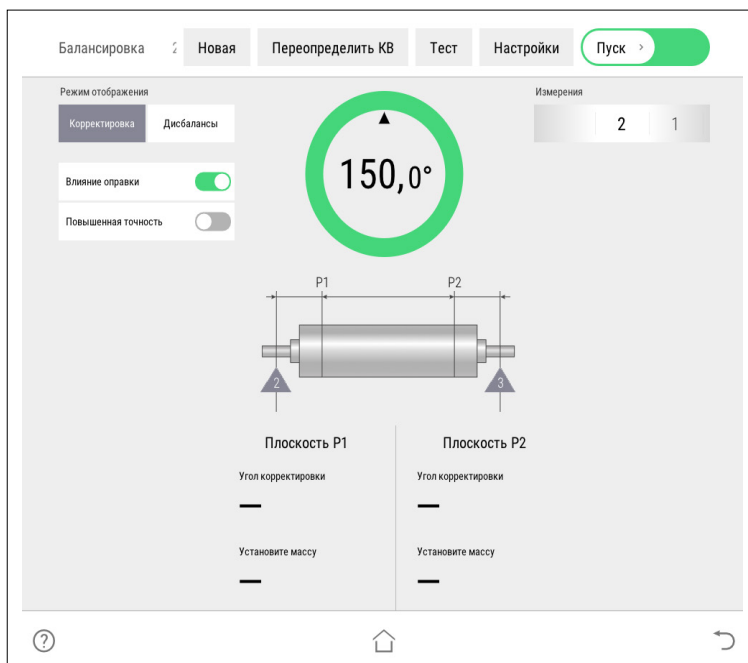 Балансировка 2 Новая Переопределить КВ Тест Настройки Пуск ›
Режим отображения
Измерения
Корректировка Дисбалансы
2 1
Влияние оправки
Повышенная точность
150,0°
P1 P2
2 3
Плоскость P1 Плоскость P2
Угол корректировки Угол корректировки
— —
Установите массу Установите массу
— —
?